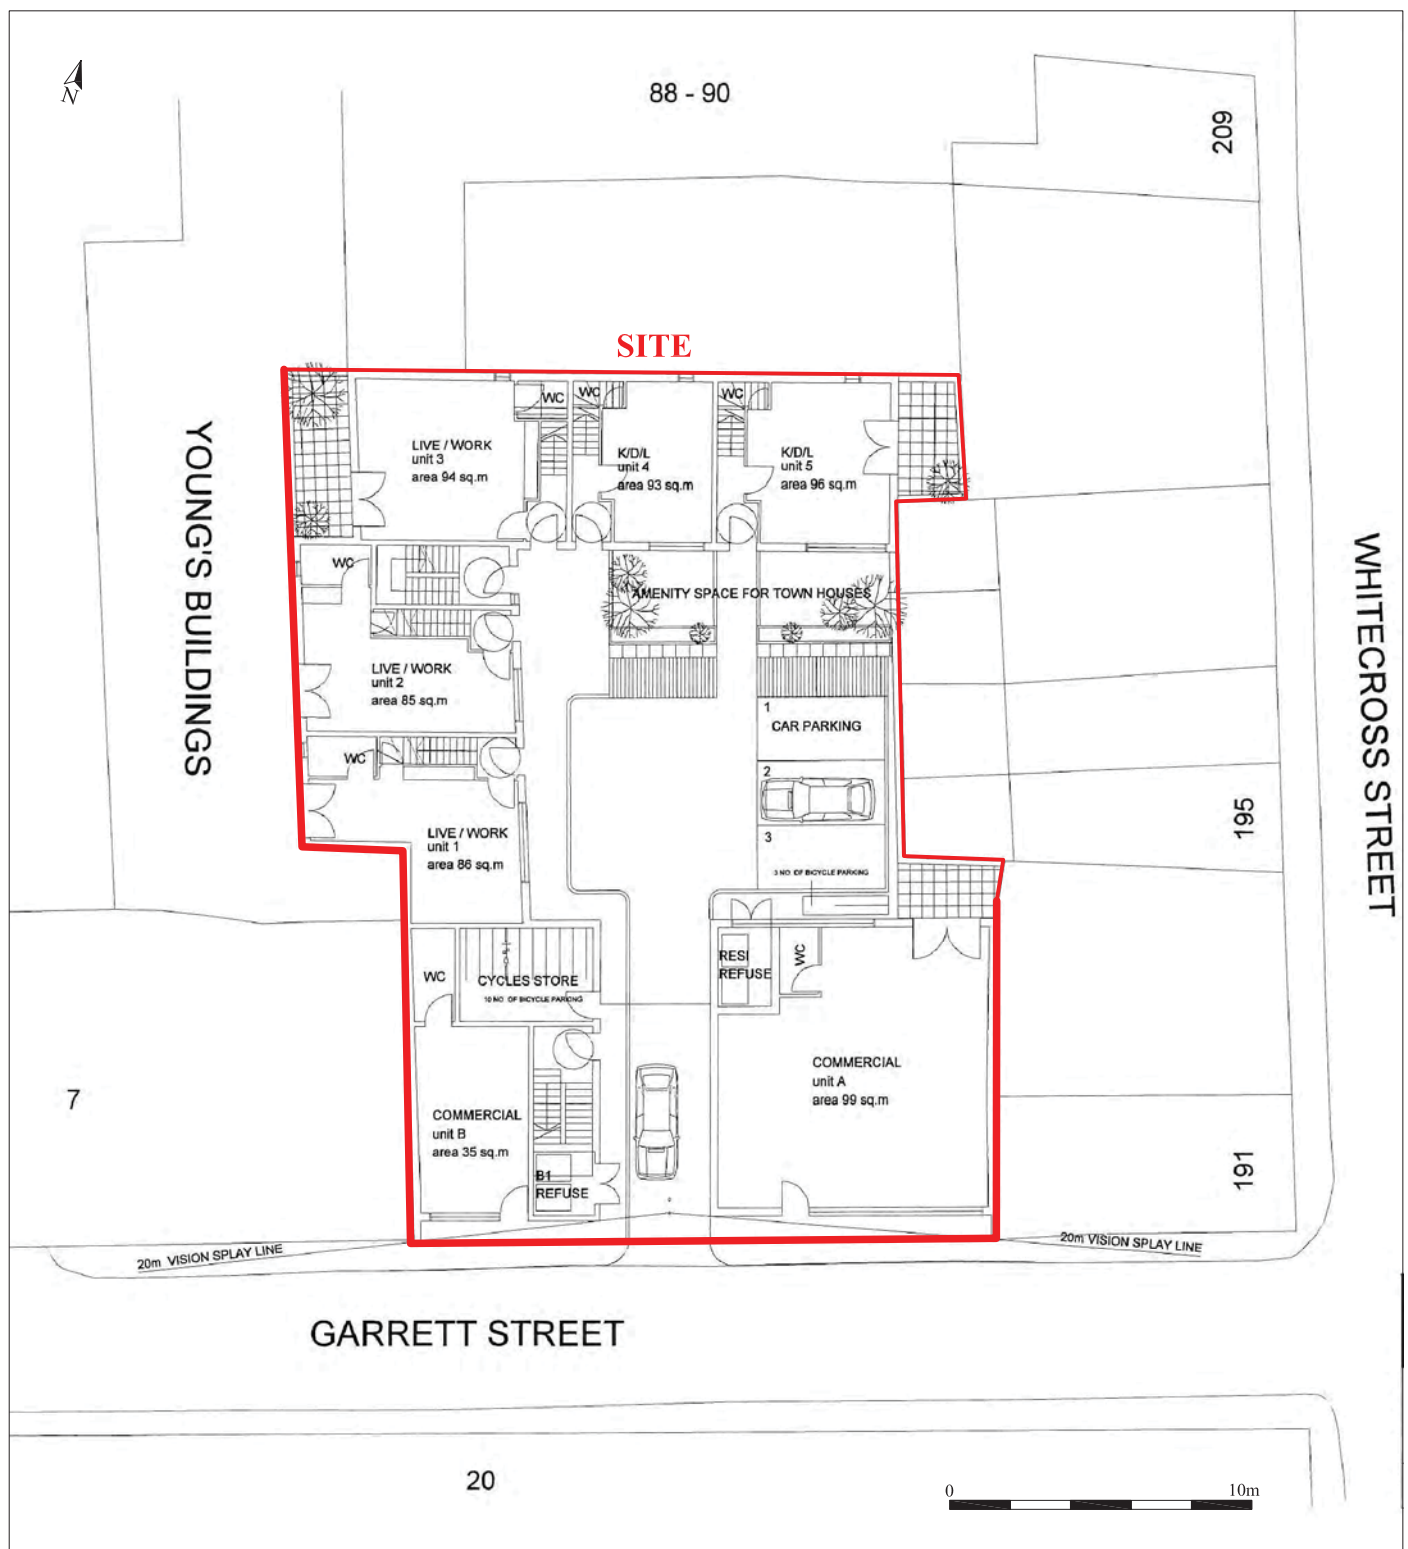 N
88 - 90
209
SITE
WC
WC
WC
LIVE / WORK
unit 3
area 94 sq.m
K/D/L
unit 4
area 93 sq.m
K/D/L
unit 5
area 96 sq.m
YOUNG'S BUILDINGS
WHITECROSS STREET
WC
AMENITY SPACE FOR TOWN HOUSES
LIVE / WORK
unit 2
area 85 sq.m
1
CAR PARKING
WC
2
195
LIVE / WORK
unit 1
area 86 sq.m
3
3 NO. OF BICYCLE PARKING
WC
CYCLES STORE
10 NO. OF BICYCLE PARKING
RESI
REFUSE
WC
COMMERCIAL
unit A
area 99 sq.m
7
COMMERCIAL
unit B
area 35 sq.m
B1
REFUSE
191
20m VISION SPLAY LINE
20m VISION SPLAY LINE
GARRETT STREET
20
0
10m